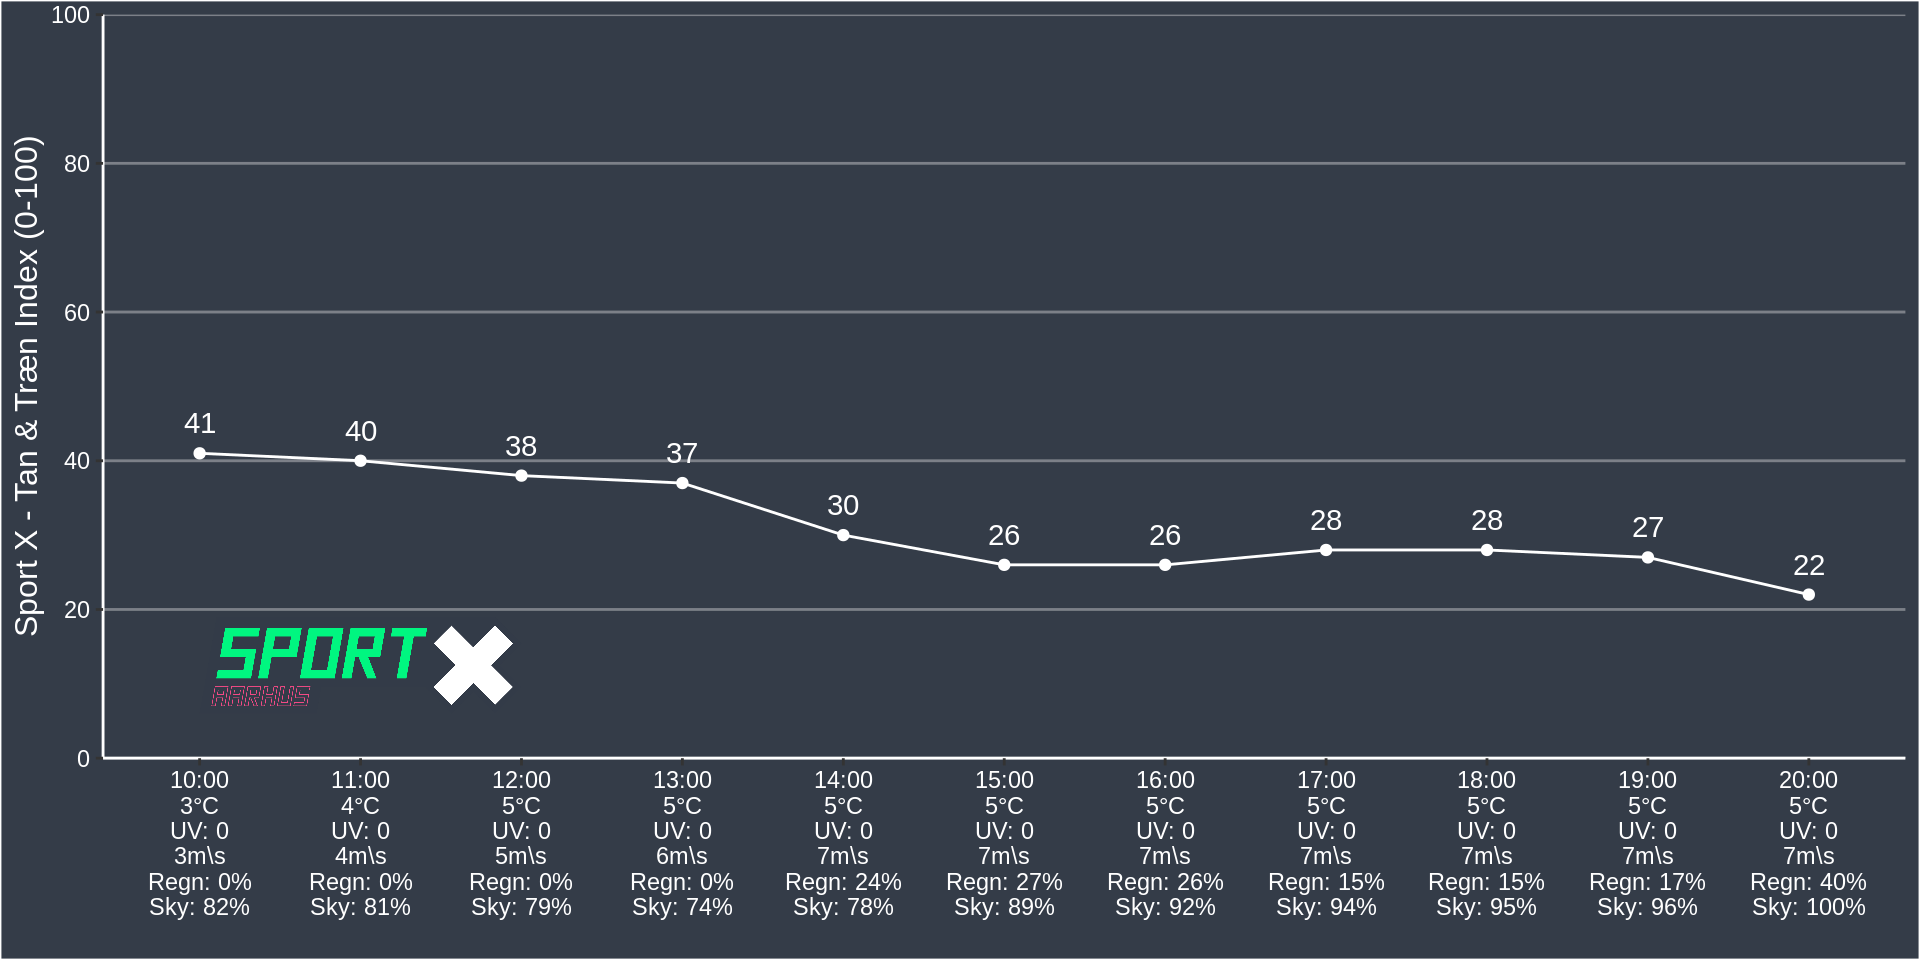 Sport X - Tan & Træn Index (0-100)
100
80
60
40
20
0
41
40
38
37
30
26
26
28
28
27
22
SPORT X
AARHUS
10:00 11:00 12:00 13:00 14:00 15:00 16:00 17:00 18:00 19:00 20:00
3°C 4°C 5°C 5°C 5°C 5°C 5°C 5°C 5°C 5°C 5°C
UV: 0 UV: 0 UV: 0 UV: 0 UV: 0 UV: 0 UV: 0 UV: 0 UV: 0 UV: 0 UV: 0
3m\s 4m\s 5m\s 6m\s 7m\s 7m\s 7m\s 7m\s 7m\s 7m\s 7m\s
Regn: 0% Regn: 0% Regn: 0% Regn: 0% Regn: 24% Regn: 27% Regn: 26% Regn: 15% Regn: 15% Regn: 17% Regn: 40%
Sky: 82% Sky: 81% Sky: 79% Sky: 74% Sky: 78% Sky: 89% Sky: 92% Sky: 94% Sky: 95% Sky: 96% Sky: 100%